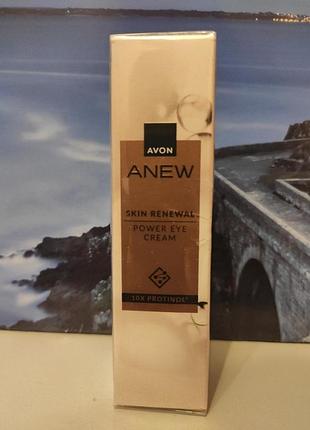 AVON
ANEW
SKIN RENEWAL
POWER EYE
CREAM
10X PROTINOL